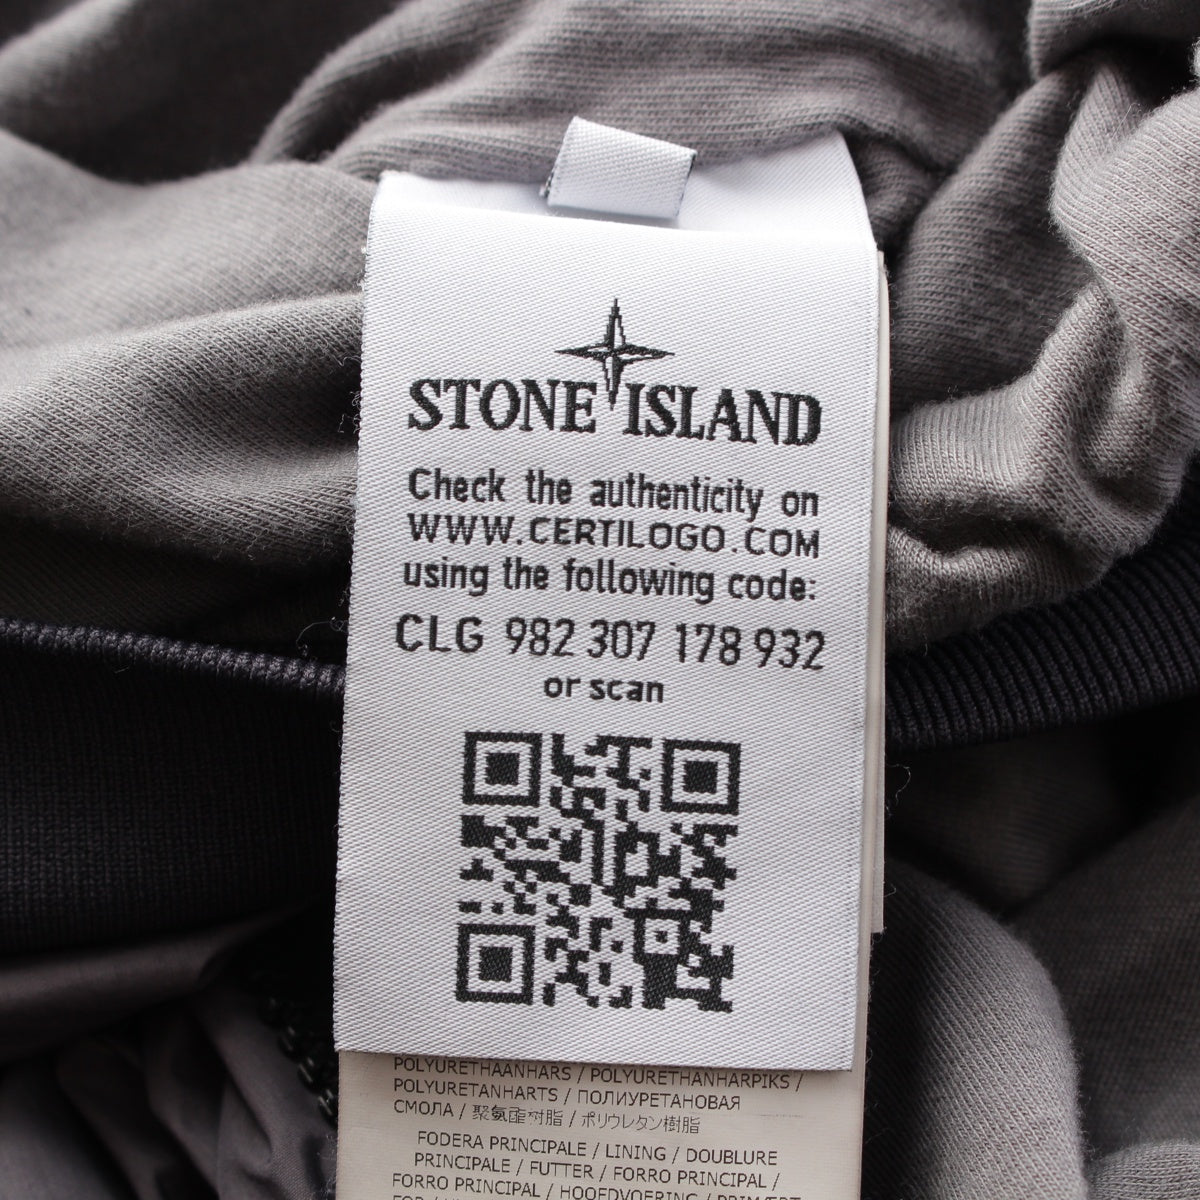 STONE ISLAND
Check the authenticity on
WWW.CERTILOGO.COM
using the following code:
CLG 982 307 178 932
or scan
POLYURETHAANHARS / POLYURETHANHARPIKS /
POLYURETANHARTS / ПОЛИУРЕТАНОВАЯ
СМОЛА / 聚氨酯树脂 / ポリウレタン樹脂
FODERA PRINCIPALE / LINING / DOUBLURE
PRINCIPALE / FUTTER / FORRO PRINCIPAL /
FORRO PRINCIPAL / HOOFDVOERING /